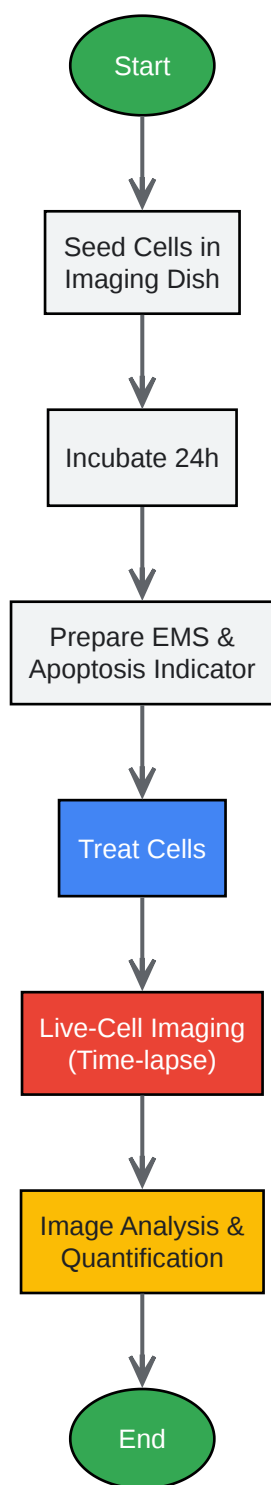 Start
Seed Cells in
Imaging Dish
Incubate 24h
Prepare EMS &
Apoptosis Indicator
Treat Cells
Live-Cell Imaging
(Time-lapse)
Image Analysis &
Quantification
End